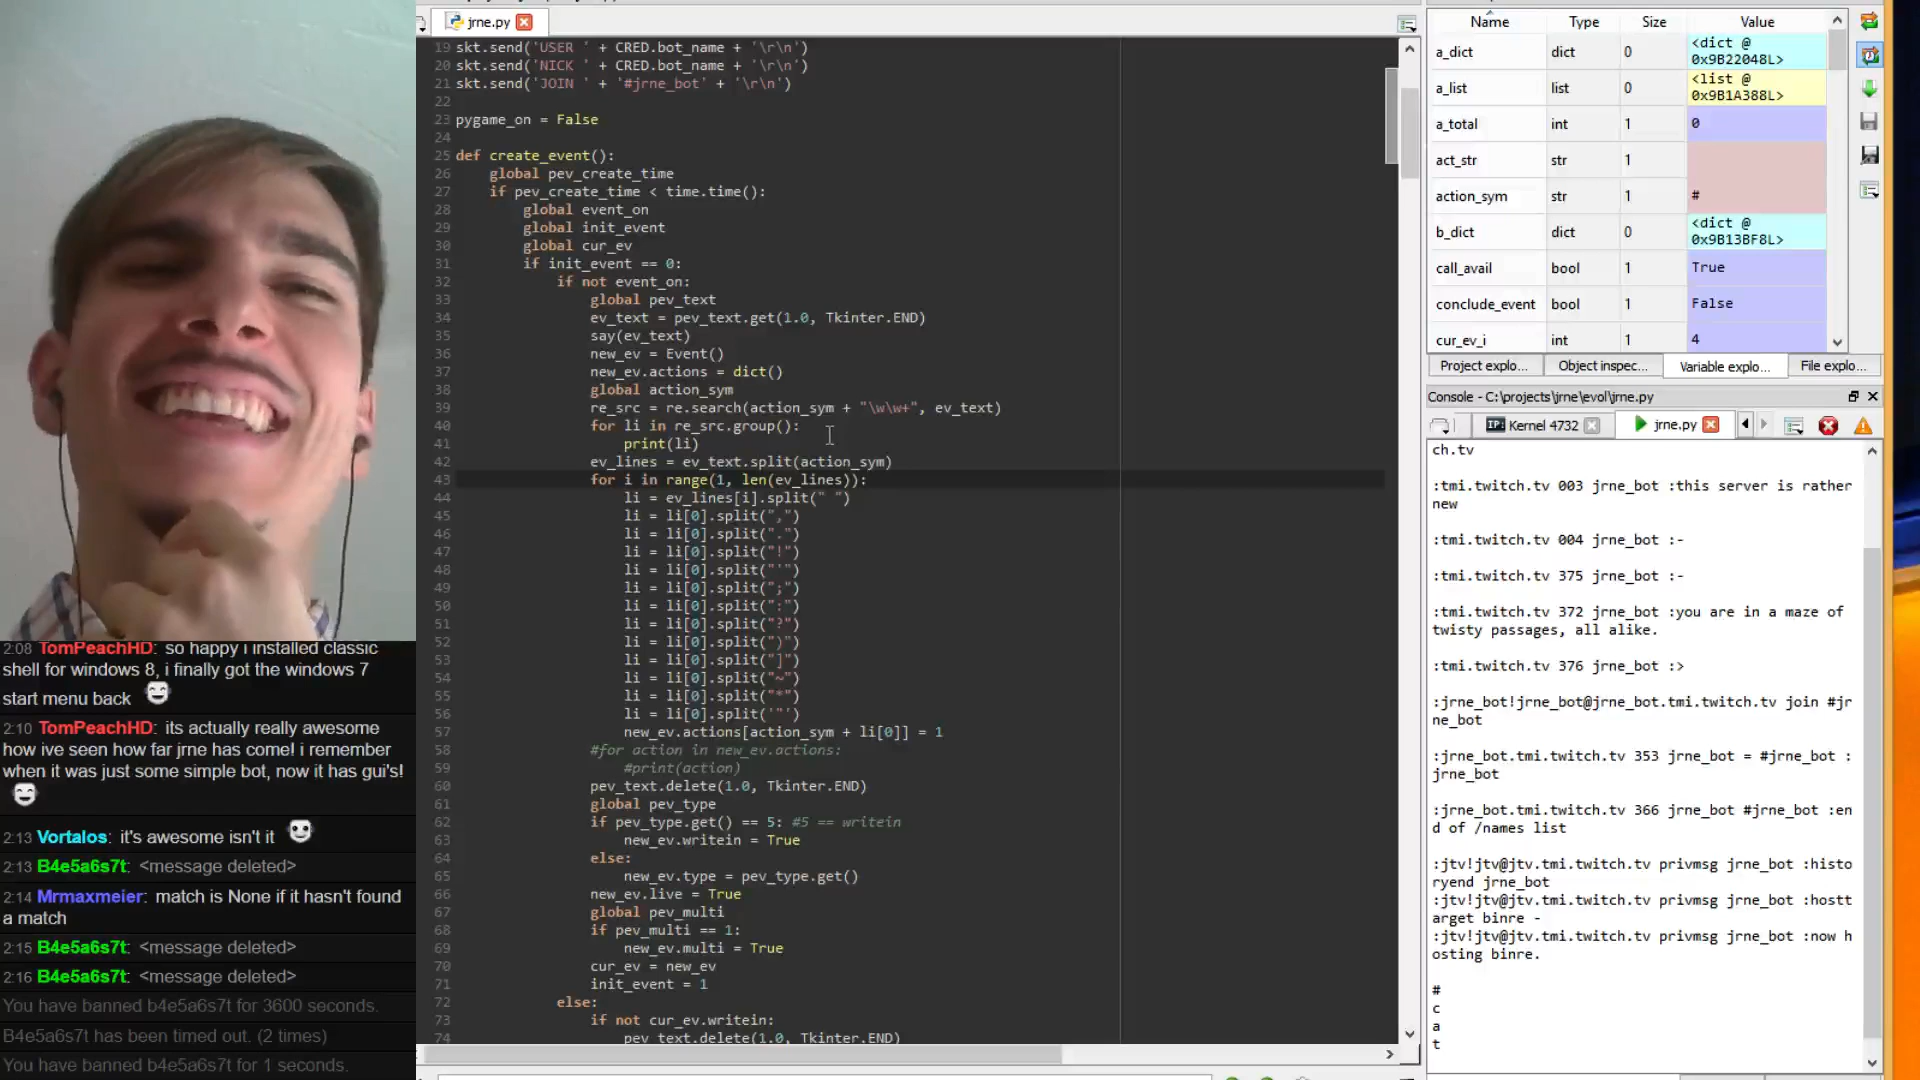 2:08 TomPeachHD: so happy i installed classic
shell for windows 8, i finally got the windows 7
start menu back
2:10 TomPeachHD: its actually really awesome
how ive seen how far jrne has come! i remember
when it was just some simple bot, now it has gui's!
2:13 Vortalos: it's awesome isn't it
2:13 B4e5a6s7t: <message deleted>
2:14 Mrmaxmeier: match is None if it hasn't found
a match
2:15 B4e5a6s7t: <message deleted>
2:16 B4e5a6s7t: <message deleted>
You have banned b4e5a6s7t for 3600 seconds.
B4e5a6s7t has been timed out. (2 times)
You have banned b4e5a6s7t for 1 seconds.
jrne.py
19 skt.send('USER ' + CRED.bot_name + '\r\n')
20 skt.send('NICK ' + CRED.bot_name + '\r\n')
21 skt.send('JOIN ' + '#jrne_bot' + '\r\n')
22
23 pygame_on = False
24
25 def create_event():
26 global pev_create_time
27 if pev_create_time < time.time():
28 global event_on
29 global init_event
30 global cur_ev
31 if init_event == 0:
32 if not event_on:
33 global pev_text
34 ev_text = pev_text.get(1.0, Tkinter.END)
35 say(ev_text)
36 new_ev = Event()
37 new_ev.actions = dict()
38 global action_sym
39 re_src = re.search(action_sym + "\w\w+", ev_text)
40 for li in re_src.group():
41 print(li)
42 ev_lines = ev_text.split(action_sym)
43 for i in range(1, len(ev_lines)):
44 li = ev_lines[i].split(" ")
45 li = li[0].split(",")
46 li = li[0].split(".")
47 li = li[0].split("!")
48 li = li[0].split("'")
49 li = li[0].split(";")
50 li = li[0].split(":")
51 li = li[0].split("?")
52 li = li[0].split(")")
53 li = li[0].split("]")
54 li = li[0].split("~")
55 li = li[0].split("*")
56 li = li[0].split('"')
57 new_ev.actions[action_sym + li[0]] = 1
58 #for action in new_ev.actions:
59 #print(action)
60 pev_text.delete(1.0, Tkinter.END)
61 global pev_type
62 if pev_type.get() == 5: #5 == writein
63 new_ev.writein = True
64 else:
65 new_ev.type = pev_type.get()
66 new_ev.live = True
67 global pev_multi
68 if pev_multi == 1:
69 new_ev.multi = True
70 cur_ev = new_ev
71 init_event = 1
72 else:
73 if not cur_ev.writein:
74 pev_text.delete(1.0, Tkinter.END)
Name Type Size Value
a_dict dict 0 <dict @
0x9B22048L>
a_list list 0 <list @
0x9B1A388L>
a_total int 1 0
act_str str 1
action_sym str 1 #
b_dict dict 0 <dict @
0x9B13BF8L>
call_avail bool 1 True
conclude_event bool 1 False
cur_ev_i int 1 4
Project explo... Object inspec... Variable explo... File explo...
Console - C:\projects\jrne\evol\jrne.py
Kernel 4732 jrne.py
ch.tv
:tmi.twitch.tv 003 jrne_bot :this server is rather
new
:tmi.twitch.tv 004 jrne_bot :-
:tmi.twitch.tv 375 jrne_bot :-
:tmi.twitch.tv 372 jrne_bot :you are in a maze of
twisty passages, all alike.
:tmi.twitch.tv 376 jrne_bot :>
:jrne_bot!jrne_bot@jrne_bot.tmi.twitch.tv join #jr
ne_bot
:jrne_bot.tmi.twitch.tv 353 jrne_bot = #jrne_bot :
jrne_bot
:jrne_bot.tmi.twitch.tv 366 jrne_bot #jrne_bot :en
d of /names list
:jtv!jtv@jtv.tmi.twitch.tv privmsg jrne_bot :histo
ryend jrne_bot
:jtv!jtv@jtv.tmi.twitch.tv privmsg jrne_bot :hostt
arget binre -
:jtv!jtv@jtv.tmi.twitch.tv privmsg jrne_bot :now h
osting binre.
#
c
a
t